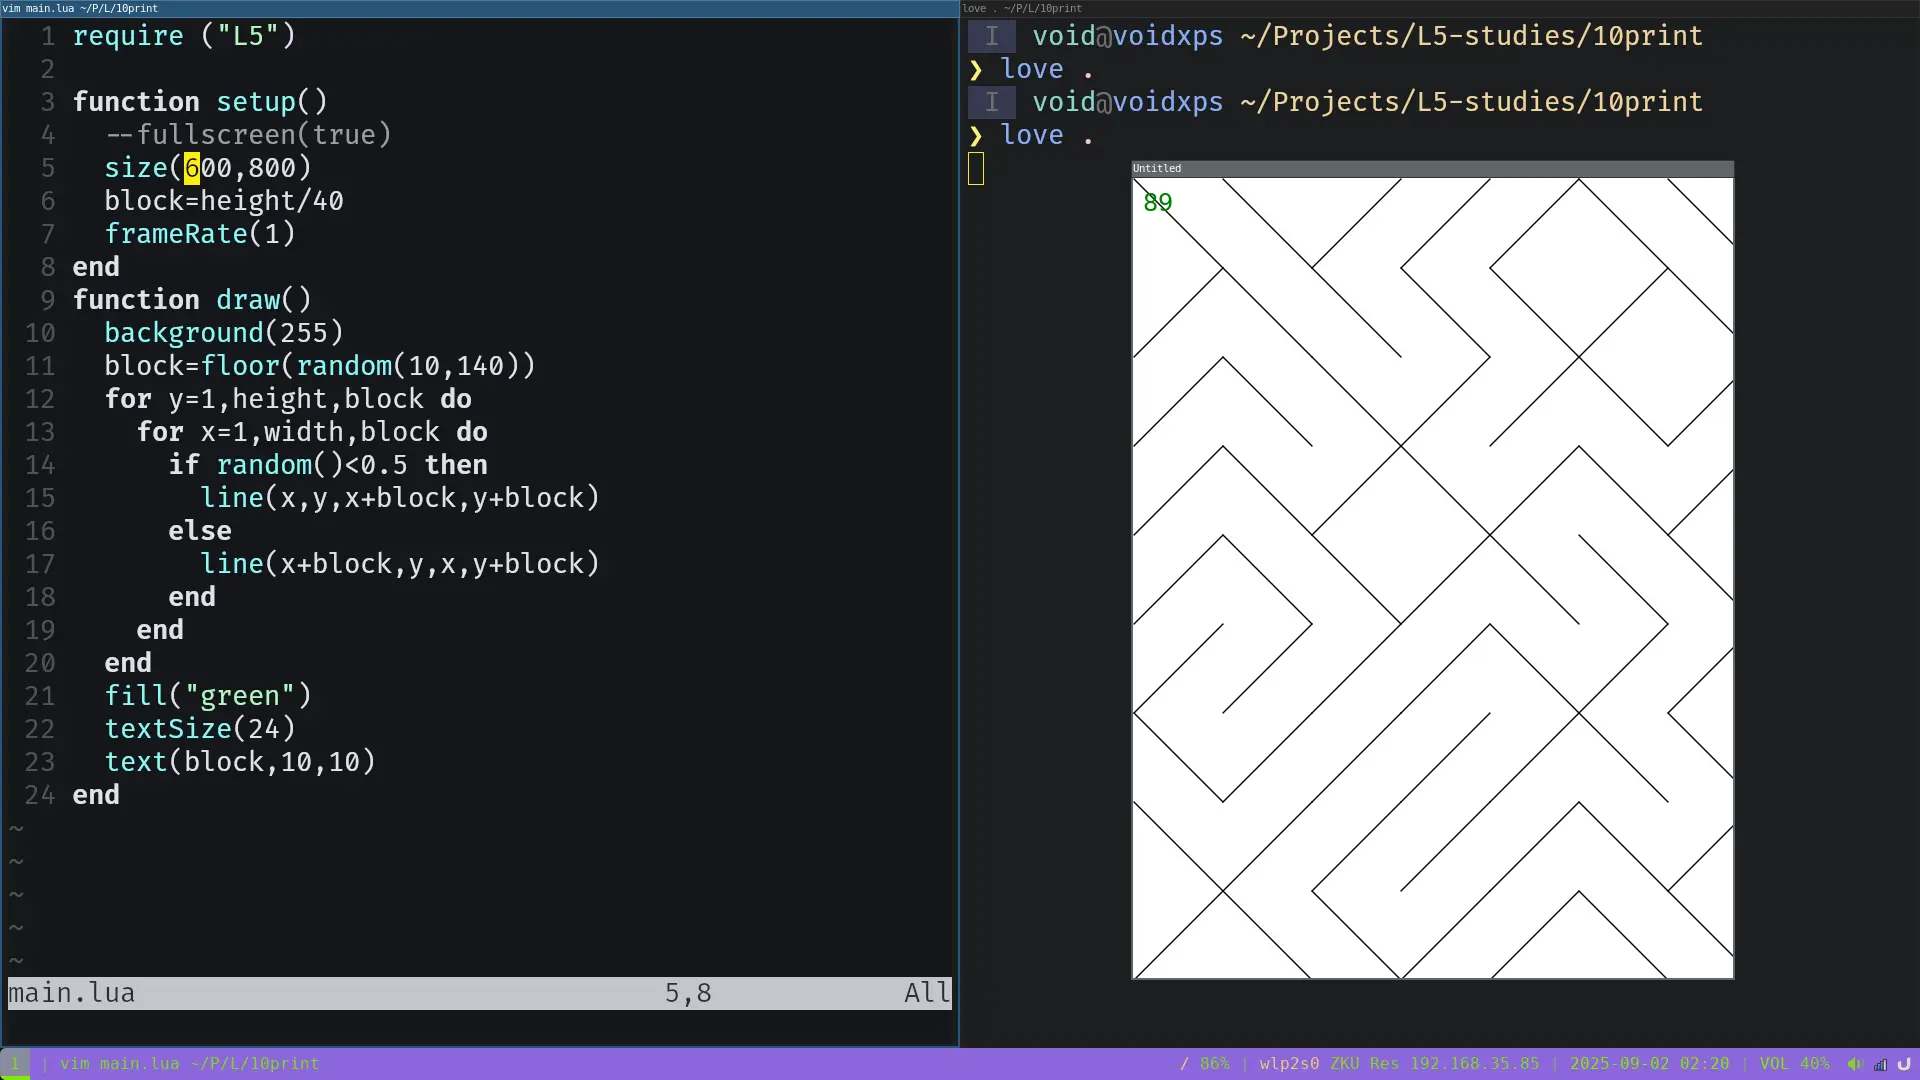 vim main.lua ~/P/L/10print
1 require ("L5")
2
3 function setup()
4   --fullscreen(true)
5   size(600,800)
6   block=height/40
7   frameRate(1)
8 end
9 function draw()
10   background(255)
11   block=floor(random(10,140))
12   for y=1,height,block do
13     for x=1,width,block do
14       if random()<0.5 then
15         line(x,y,x+block,y+block)
16       else
17         line(x+block,y,x,y+block)
18       end
19     end
20   end
21   fill("green")
22   textSize(24)
23   text(block,10,10)
24 end
~
~
~
~
~
main.lua 5,8 All
love . ~/P/L/10print
I void@voidxps ~/Projects/L5-studies/10print
❯ love .
I void@voidxps ~/Projects/L5-studies/10print
❯ love .
Untitled
89
1 | vim main.lua ~/P/L/10print
/ 86% | wlp2s0 ZKU Res 192.168.35.85 | 2025-09-02 02:20 | VOL 40%